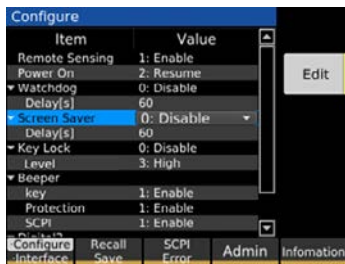 Configure
Item Value
Remote Sensing 1: Enable
Power On 2: Resume
Watchdog 0: Disable
Delay[s] 60
Screen Saver 0: Disable
Delay[s] 60
Key Lock 0: Disable
Level 3: High
Beeper
key 1: Enable
Protection 1: Enable
SCPI 1: Enable
Edit
Configure Interface
Recall Save
SCPI Error
Admin
Infomation